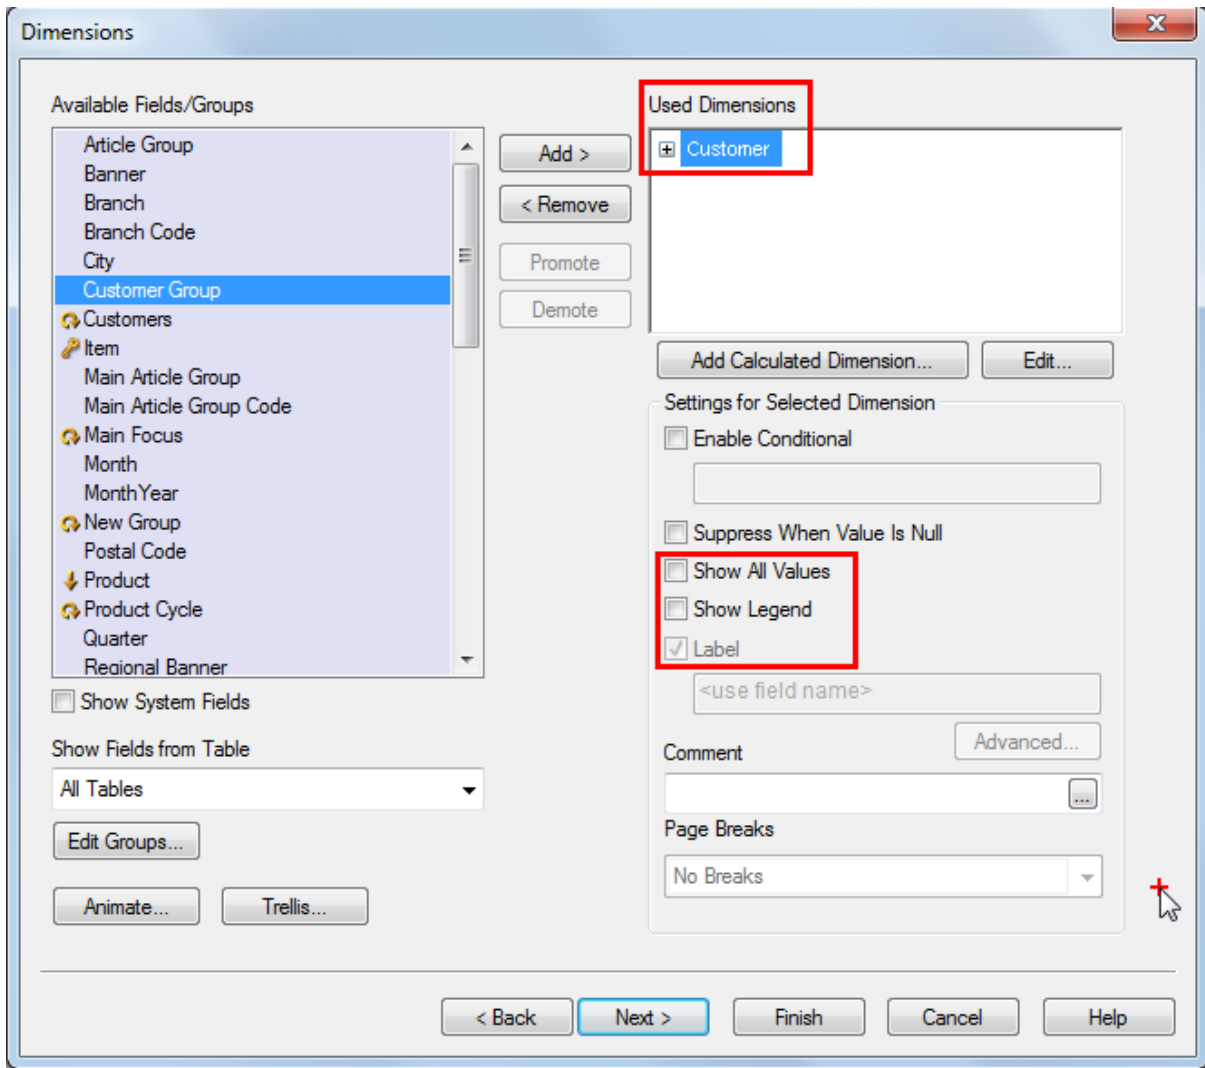 Dimensions
Available Fields/Groups
Article Group
Banner
Branch
Branch Code
City
Customer Group
Customers
Item
Main Article Group
Main Article Group Code
Main Focus
Month
MonthYear
New Group
Postal Code
Product
Product Cycle
Quarter
Regional Banner
Show System Fields
Show Fields from Table
All Tables
Edit Groups...
Animate...
Trellis...
Add >
< Remove
Promote
Demote
Used Dimensions
Customer
Add Calculated Dimension...
Edit...
Settings for Selected Dimension
Enable Conditional
Suppress When Value Is Null
Show All Values
Show Legend
Label
<use field name>
Advanced...
Comment
...
Page Breaks
No Breaks
< Back
Next >
Finish
Cancel
Help